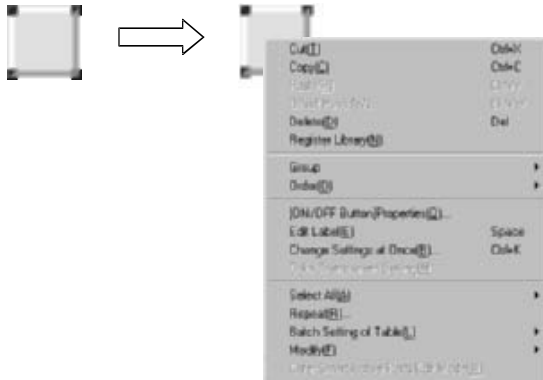 Cut(T) Ctrl+X
Copy(C) Ctrl+C
Delete(D) Del
Register Library(N)
Group
Order(O)
[ON/OFF Button]Properties(Q)...
Edit Label(E) Space
Change Settings at Once(B)... Ctrl+K
Select All(A)
Repeat(R)...
Batch Setting of Table(L)
Modify(F)